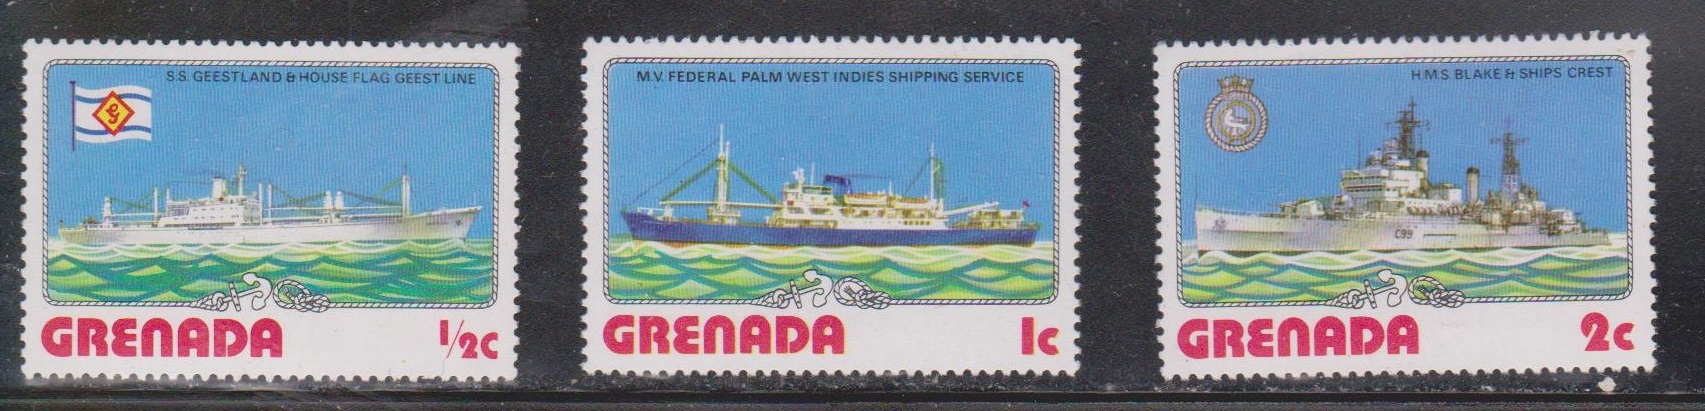 S.S. GEESTLAND & HOUSE FLAG GEEST LINE
G
GRENADA 1/2c
M.V. FEDERAL PALM WEST INDIES SHIPPING SERVICE
GRENADA 1c
H.M.S. BLAKE & SHIPS CREST
C99
GRENADA 2c